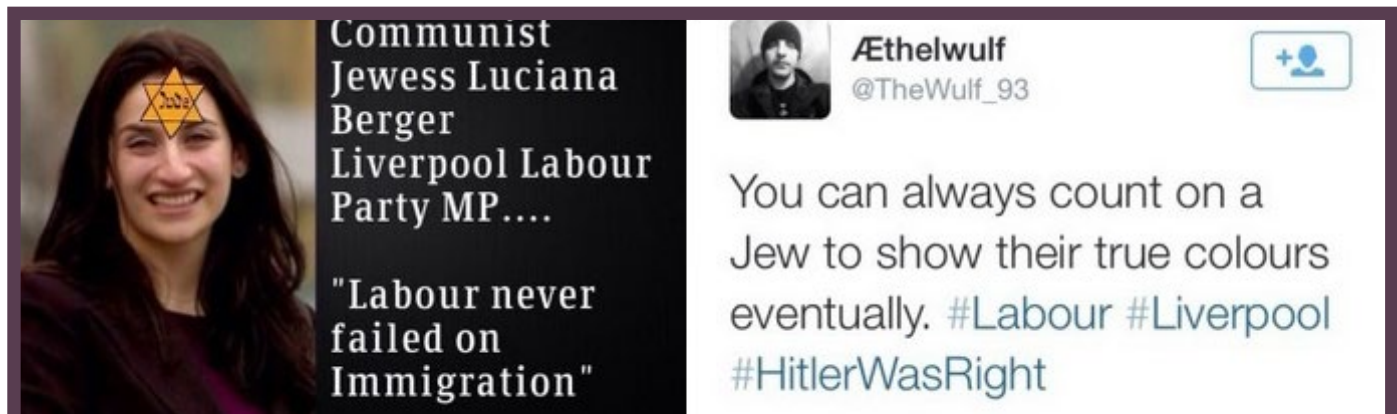 Communist
Jewess Luciana
Berger
Liverpool Labour
Party MP....
"Labour never
failed on
Immigration"
Jude
Æthelwulf
@TheWulf_93
You can always count on a
Jew to show their true colours
eventually. #Labour #Liverpool
#HitlerWasRight